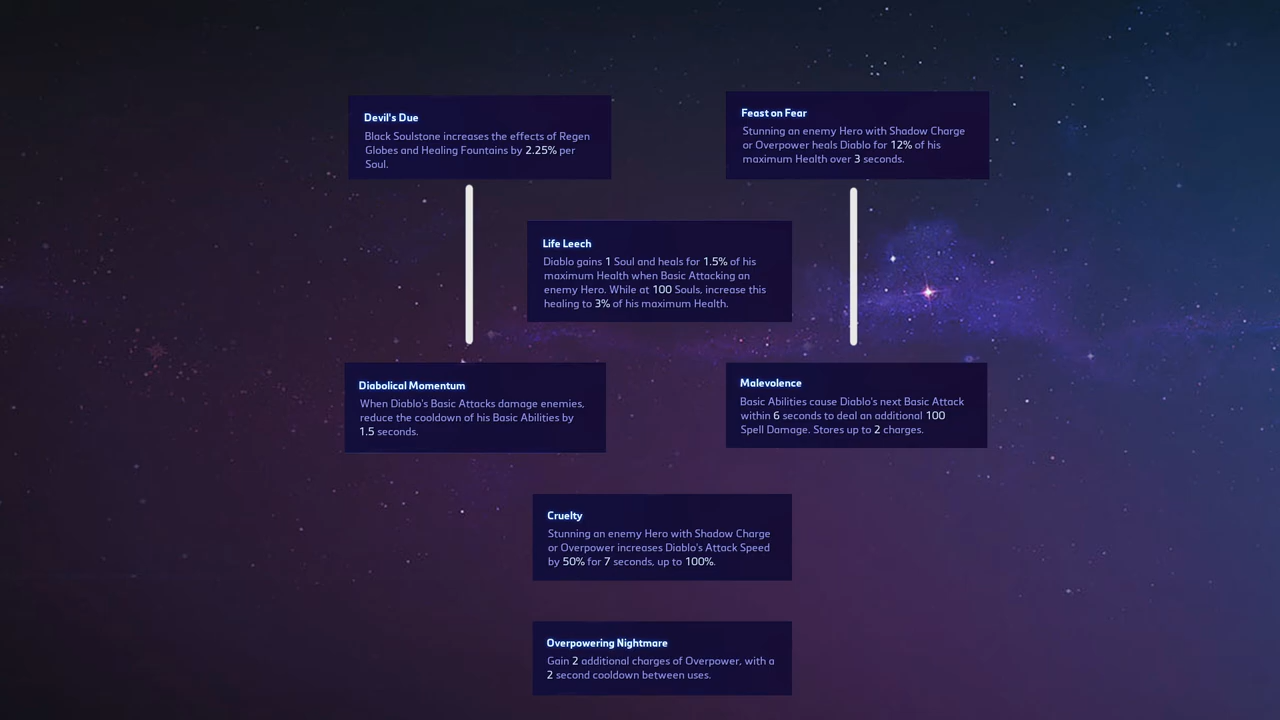 Devil's Due
Black Soulstone increases the effects of Regen
Globes and Healing Fountains by 2.25% per
Soul.
Feast on Fear
Stunning an enemy Hero with Shadow Charge
or Overpower heals Diablo for 12% of his
maximum Health over 3 seconds.
Life Leech
Diablo gains 1 Soul and heals for 1.5% of his
maximum Health when Basic Attacking an
enemy Hero. While at 100 Souls, increase this
healing to 3% of his maximum Health.
Diabolical Momentum
When Diablo's Basic Attacks damage enemies,
reduce the cooldown of his Basic Abilities by
1.5 seconds.
Malevolence
Basic Abilities cause Diablo's next Basic Attack
within 6 seconds to deal an additional 100
Spell Damage. Stores up to 2 charges.
Cruelty
Stunning an enemy Hero with Shadow Charge
or Overpower increases Diablo's Attack Speed
by 50% for 7 seconds, up to 100%.
Overpowering Nightmare
Gain 2 additional charges of Overpower, with a
2 second cooldown between uses.